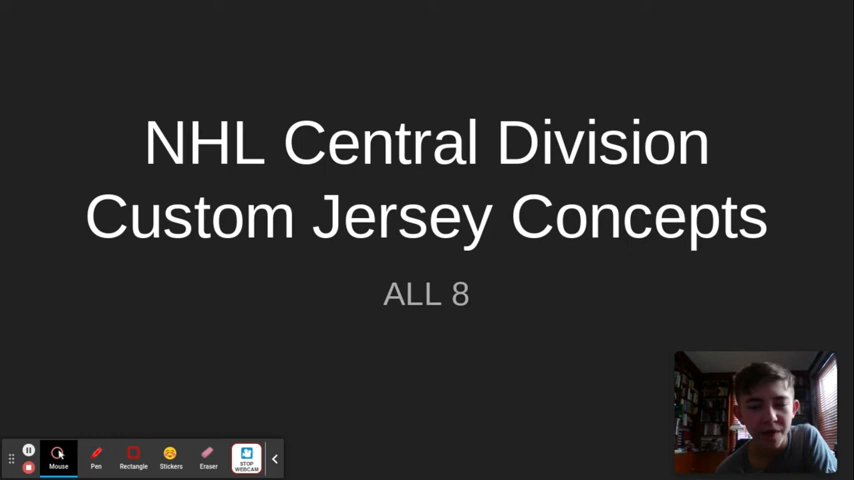 NHL Central Division
Custom Jersey Concepts
ALL 8
Mouse
Pen
Rectangle
Stickers
Eraser
STOP
WEBCAM